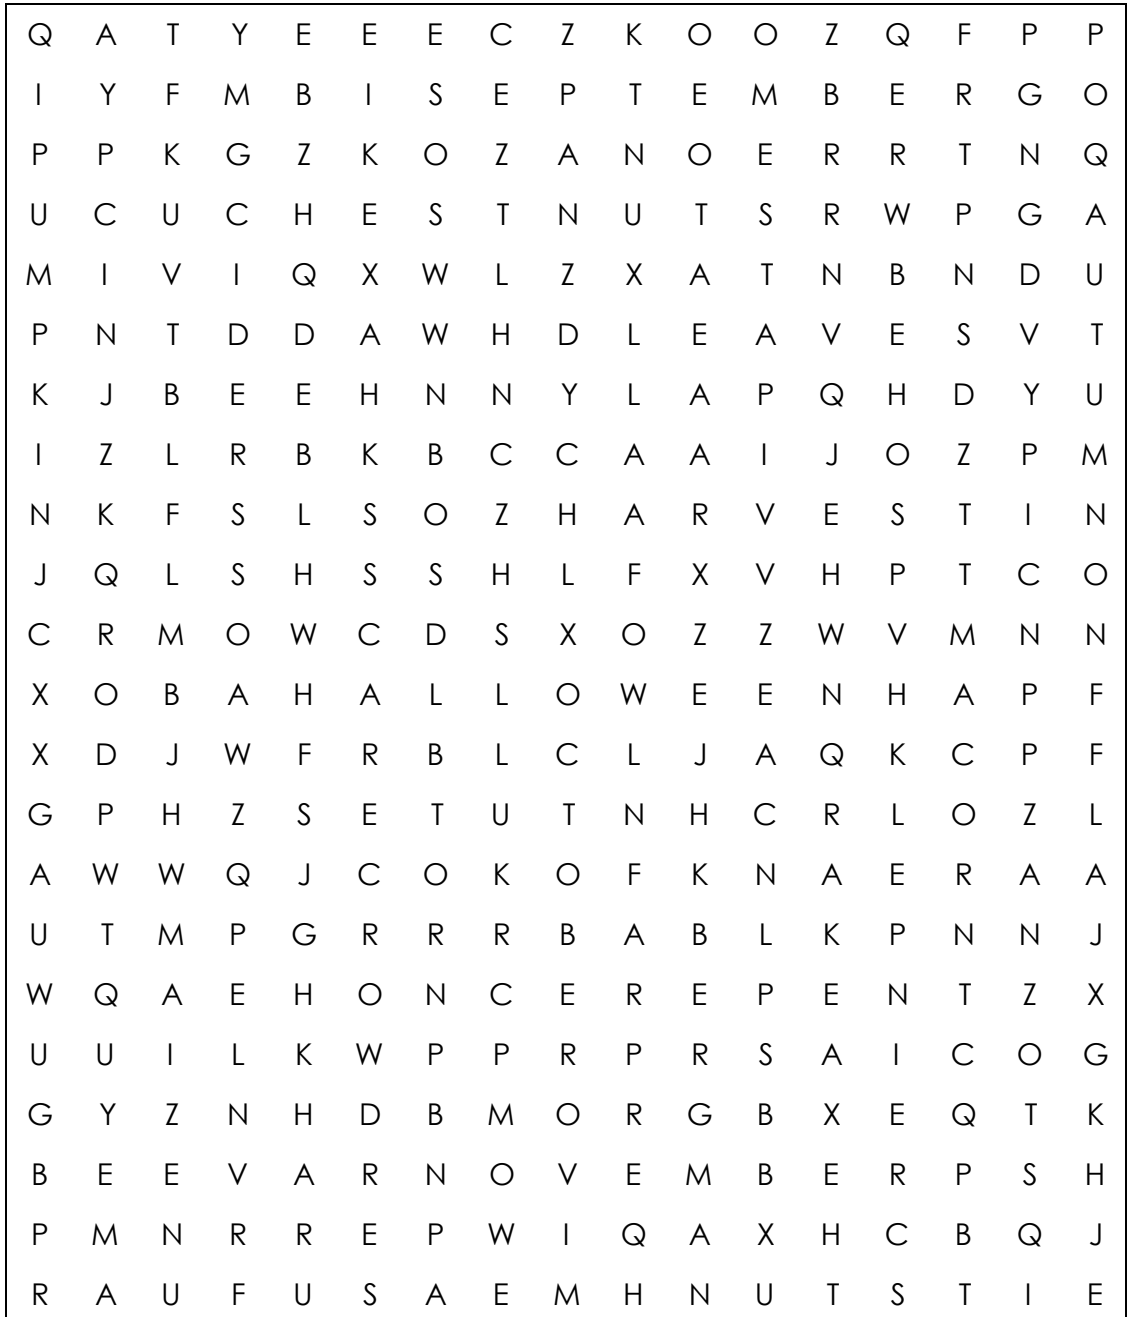 Q A T Y E E E C Z K O O Z Q F P P
I Y F M B I S E P T E M B E R G O
P P K G Z K O Z A N O E R R T N Q
U C U C H E S T N U T S R W P G A
M I V I Q X W L Z X A T N B N D U
P N T D D A W H D L E A V E S V T
K J B E E H N N Y L A P Q H D Y U
I Z L R B K B C C A A I J O Z P M
N K F S L S O Z H A R V E S T I N
J Q L S H S S H L F X V H P T C O
C R M O W C D S X O Z Z W V M N N
X O B A H A L L O W E E N H A P F
X D J W F R B L C L J A Q K C P F
G P H Z S E T U T N H C R L O Z L
A W W Q J C O K O F K N A E R A A
U T M P G R R R B A B L K P N N J
W Q A E H O N C E R E P E N T Z X
U U I L K W P P R P R S A I C O G
G Y Z N H D B M O R G B X E Q T K
B E E V A R N O V E M B E R P S H
P M N R R E P W I Q A X H C B Q J
R A U F U S A E M H N U T S T I E